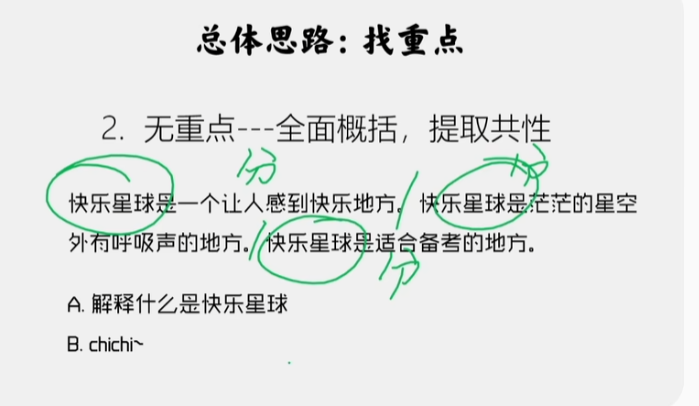 总体思路：找重点
2. 无重点---全面概括，提取共性
分
分
快乐星球是一个让人感到快乐地方。快乐星球是茫茫的星空
外有呼吸声的地方。快乐星球是适合备考的地方。
分
A. 解释什么是快乐星球
B. chichi~